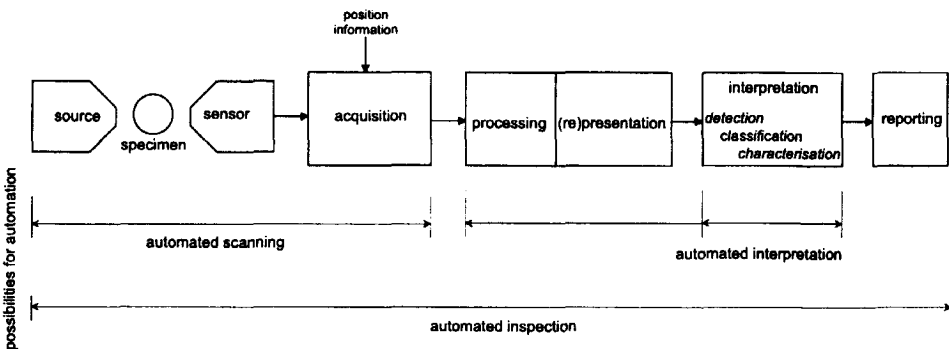 position
information
source
specimen
sensor
acquisition
processing
(re)presentation
interpretation
detection
classification
characterisation
reporting
possibilities for automation
automated scanning
automated interpretation
automated inspection